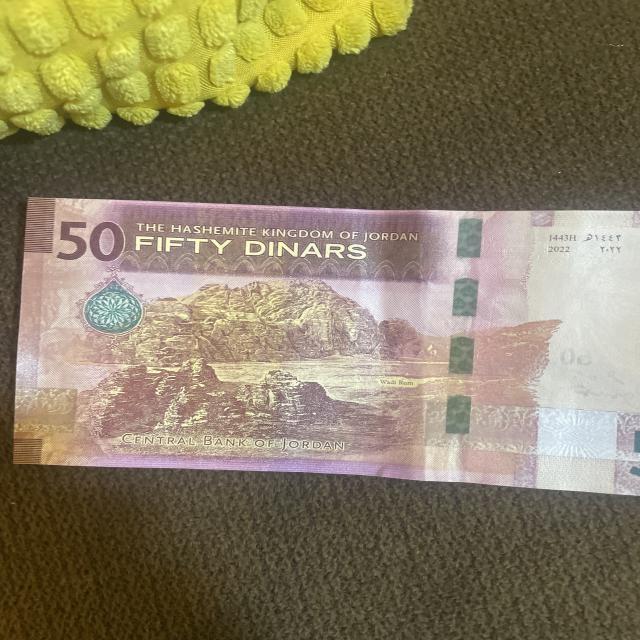 50
THE HASHEMITE KINGDOM OF JORDAN
FIFTY DINARS
1443H ١٤٤٣هـ
2022 ٢٠٢٢
Wadi Rum
CENTRAL BANK OF JORDAN